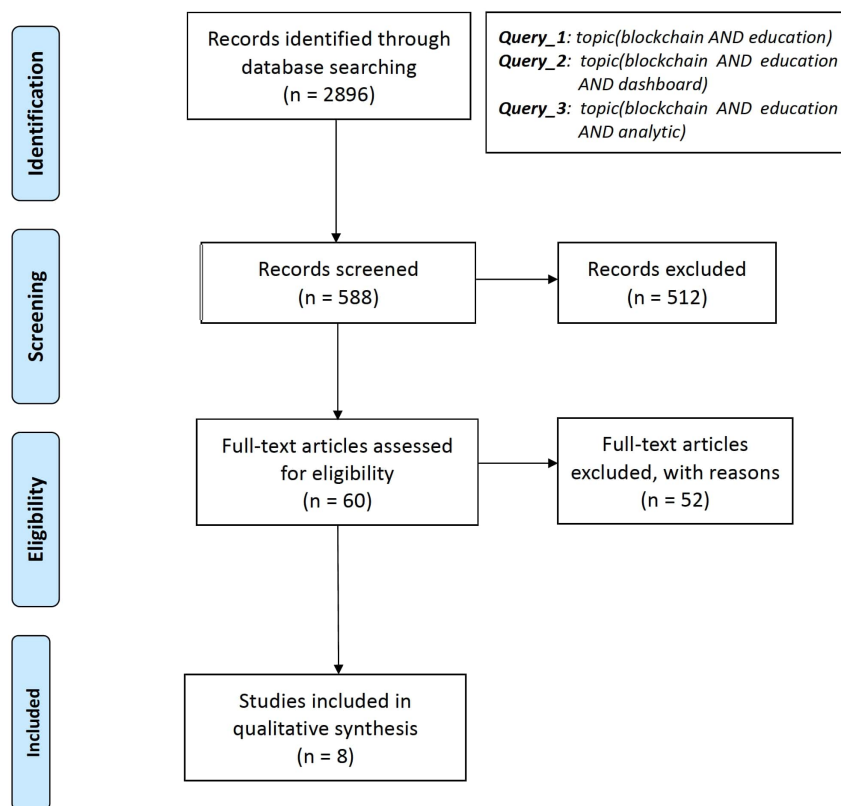 Identification
Records identified through
database searching
(n = 2896)
Query_1: topic(blockchain AND education)
Query_2: topic(blockchain AND education
AND dashboard)
Query_3: topic(blockchain AND education
AND analytic)
Screening
Records screened
(n = 588)
Records excluded
(n = 512)
Eligibility
Full-text articles assessed
for eligibility
(n = 60)
Full-text articles
excluded, with reasons
(n = 52)
Included
Studies included in
qualitative synthesis
(n = 8)